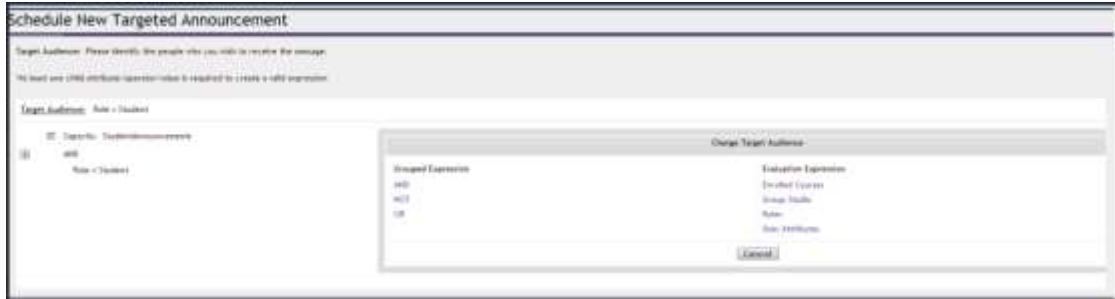 Schedule New Targeted Announcement
Target Audience: Please identify the people who you wish to receive the message.
At least one child attribute/operator/value is required to create a valid expression.
Target Audience: Role = Student
Capacity:
AND
Role = Student
Change Target Audience
Grouped Expression
AND
NOT
OR
Evaluation Expression
Enrolled Courses
Group Studio
Roles
User Attributes
Cancel